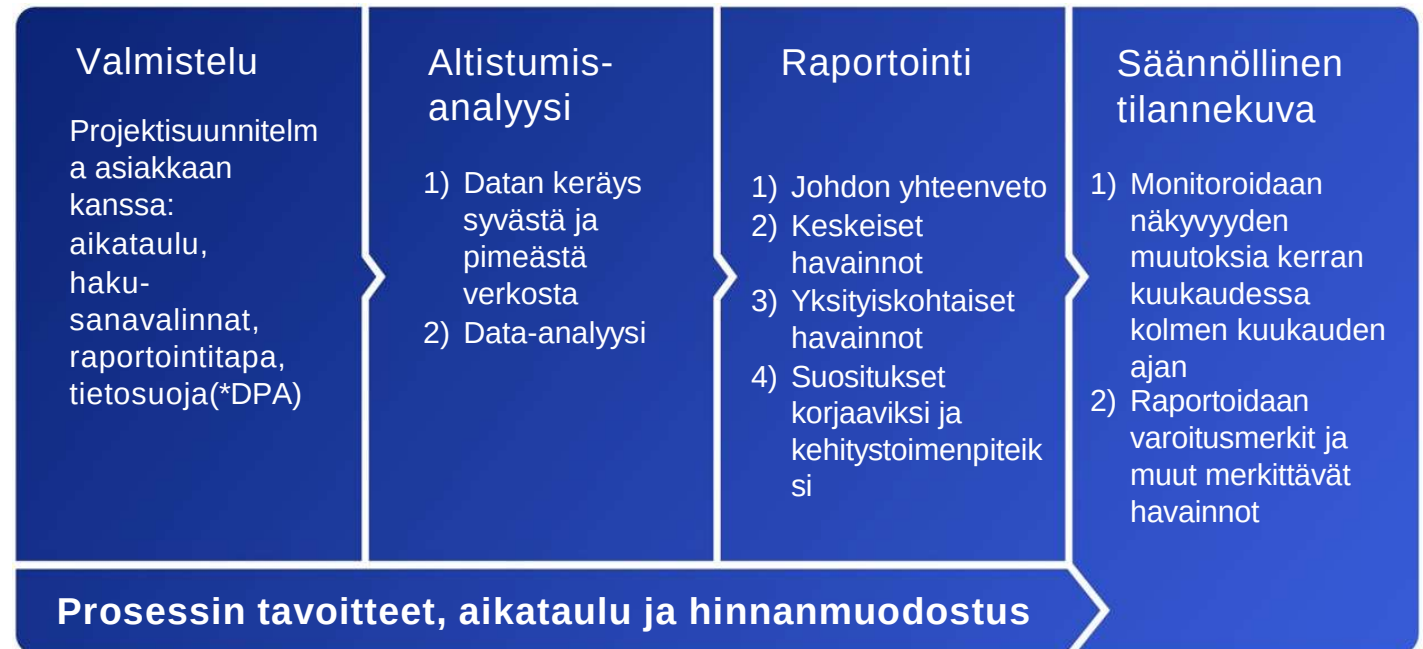 Valmistelu
Projektisuunnitelm
a asiakkaan
kanssa:
aikataulu,
haku-
sanavalinnat,
raportointitapa,
tietosuoja(*DPA)
Altistumis-
analyysi
1) Datan keräys
syvästä ja
pimeästä
verkosta
2) Data-analyysi
Raportointi
1) Johdon yhteenveto
2) Keskeiset
havainnot
3) Yksityiskohtaiset
havainnot
4) Suositukset
korjaaviksi ja
kehitystoimenpiteik
si
Säännöllinen
tilannekuva
1) Monitoroidaan
näkyvyyden
muutoksia kerran
kuukaudessa
kolmen kuukauden
ajan
2) Raportoidaan
varoitusmerkit ja
muut merkittävät
havainnot
Prosessin tavoitteet, aikataulu ja hinnanmuodostus